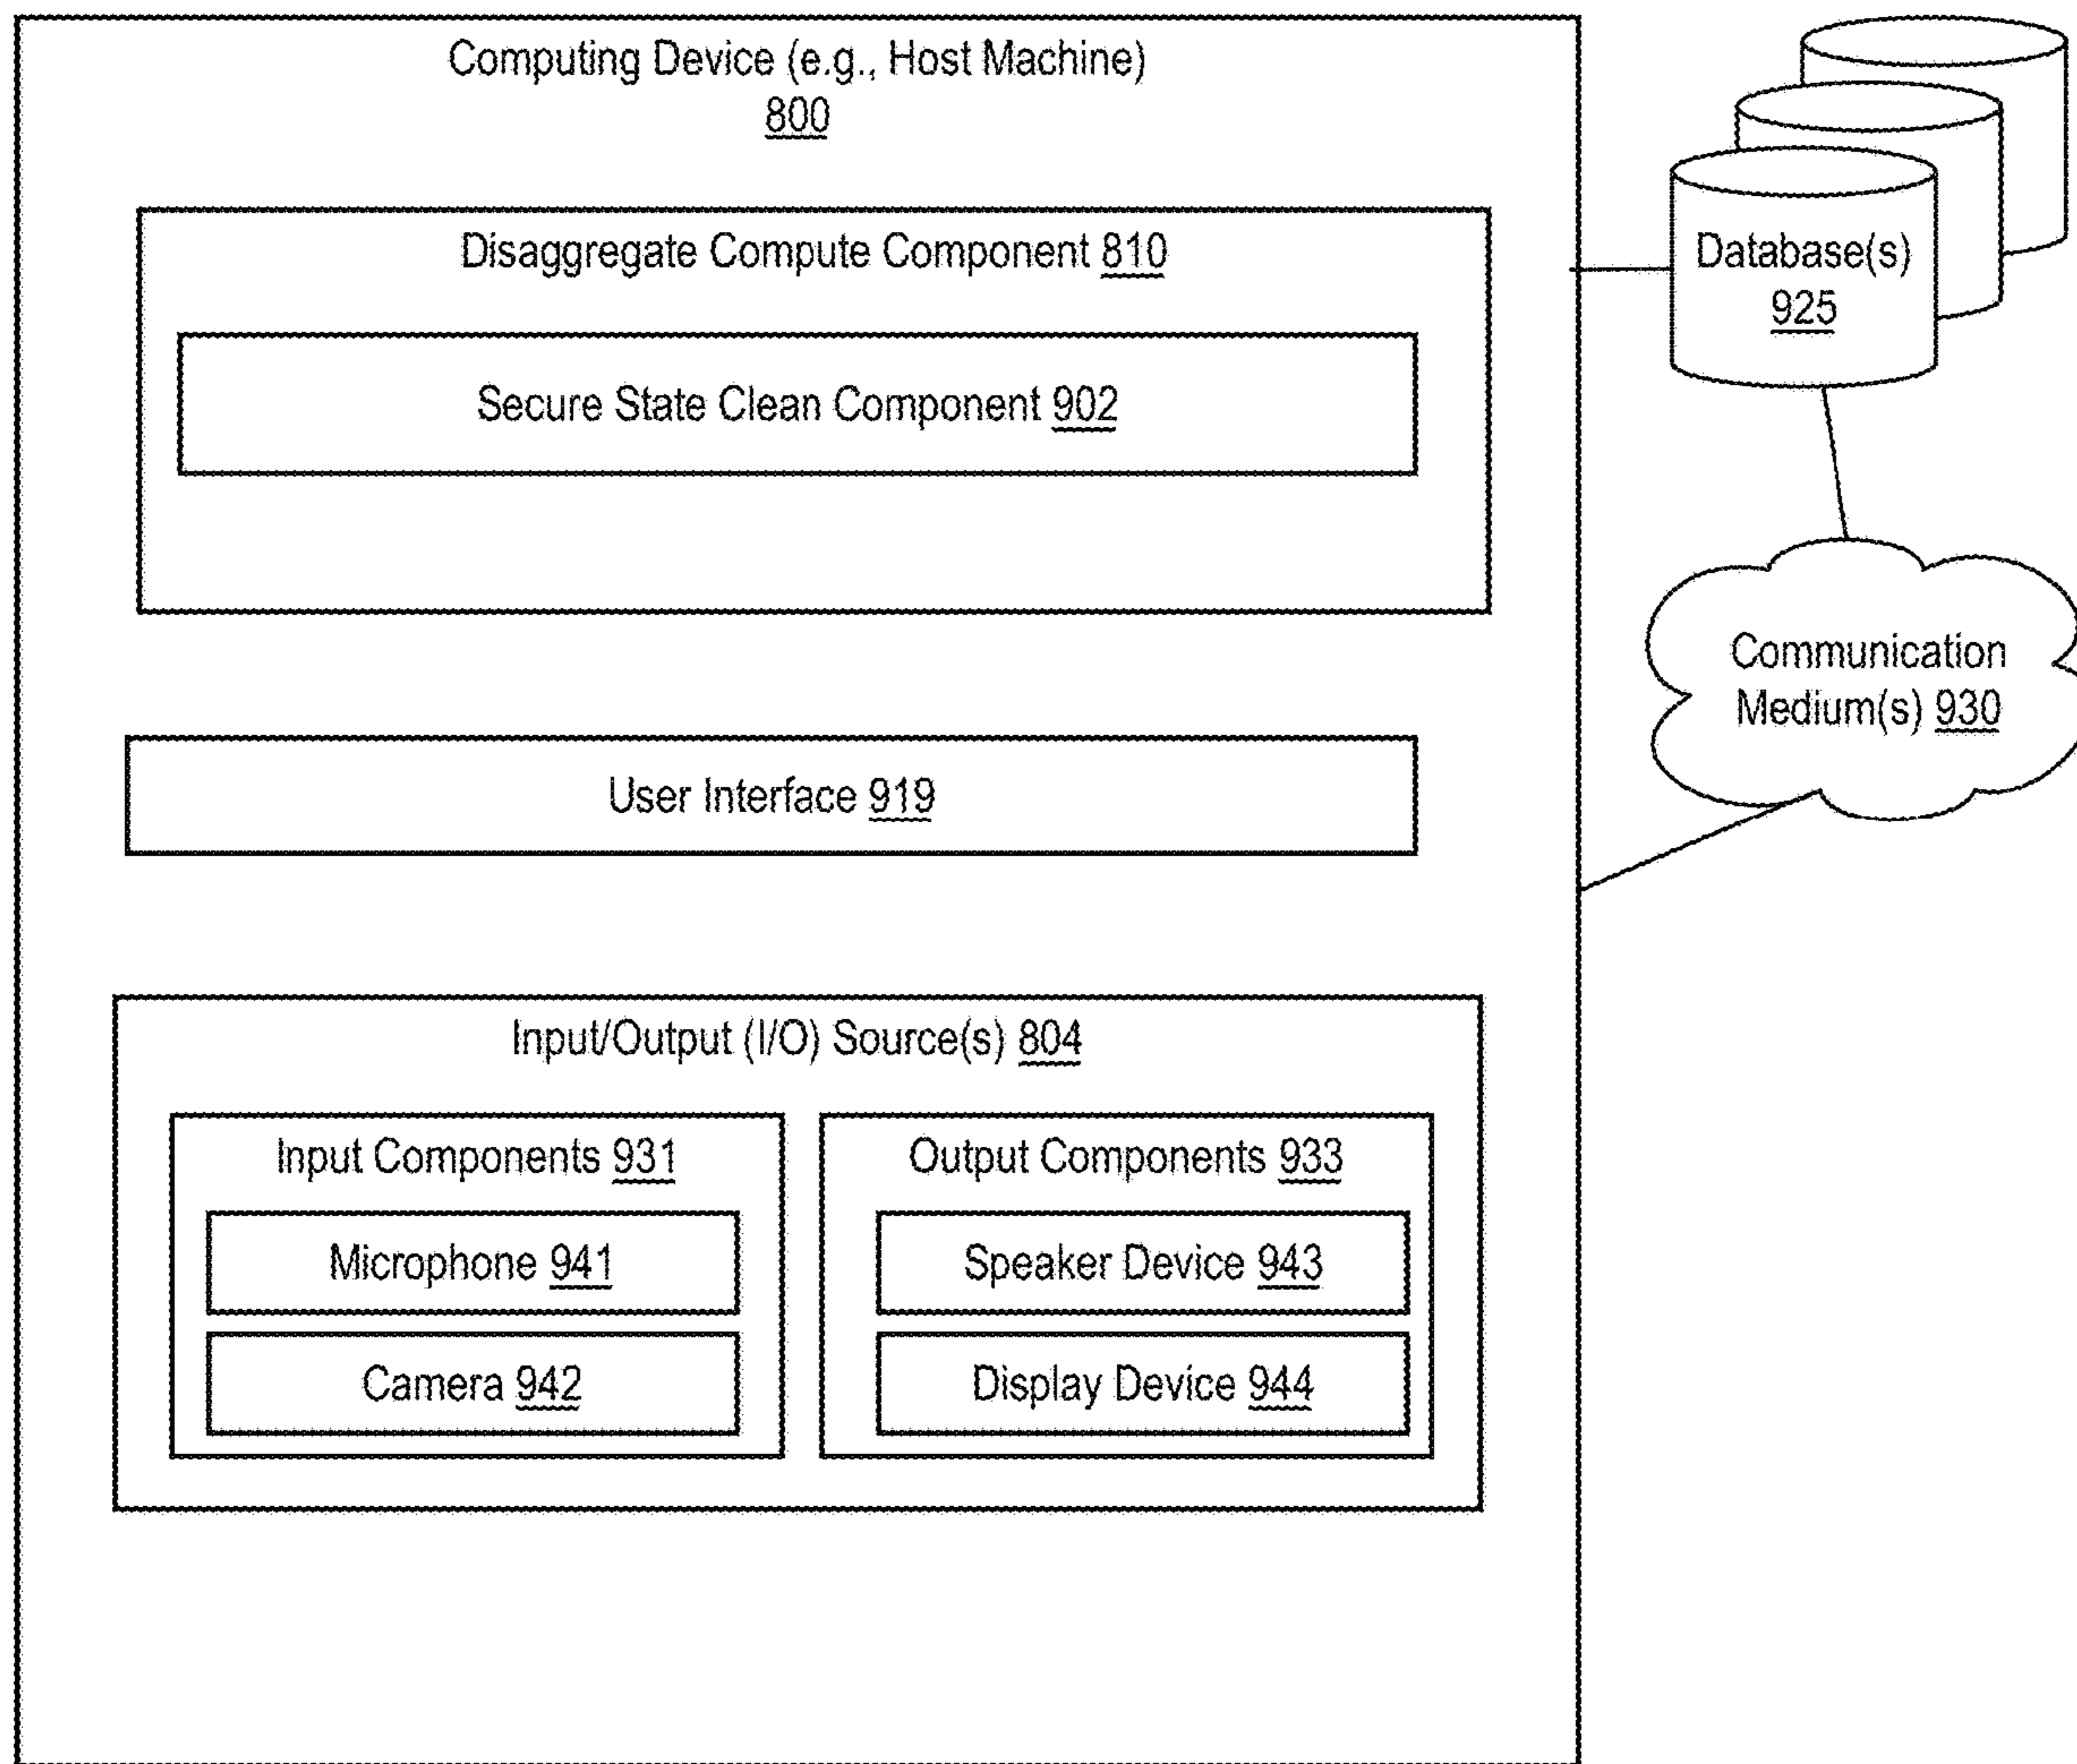 Computing Device (e.g., Host Machine)
800
Disaggregate Compute Component 810
Secure State Clean Component 902
User Interface 919
Input/Output (I/O) Source(s) 804
Input Components 931
Microphone 941
Camera 942
Output Components 933
Speaker Device 943
Display Device 944
Database(s)
925
Communication
Medium(s) 930